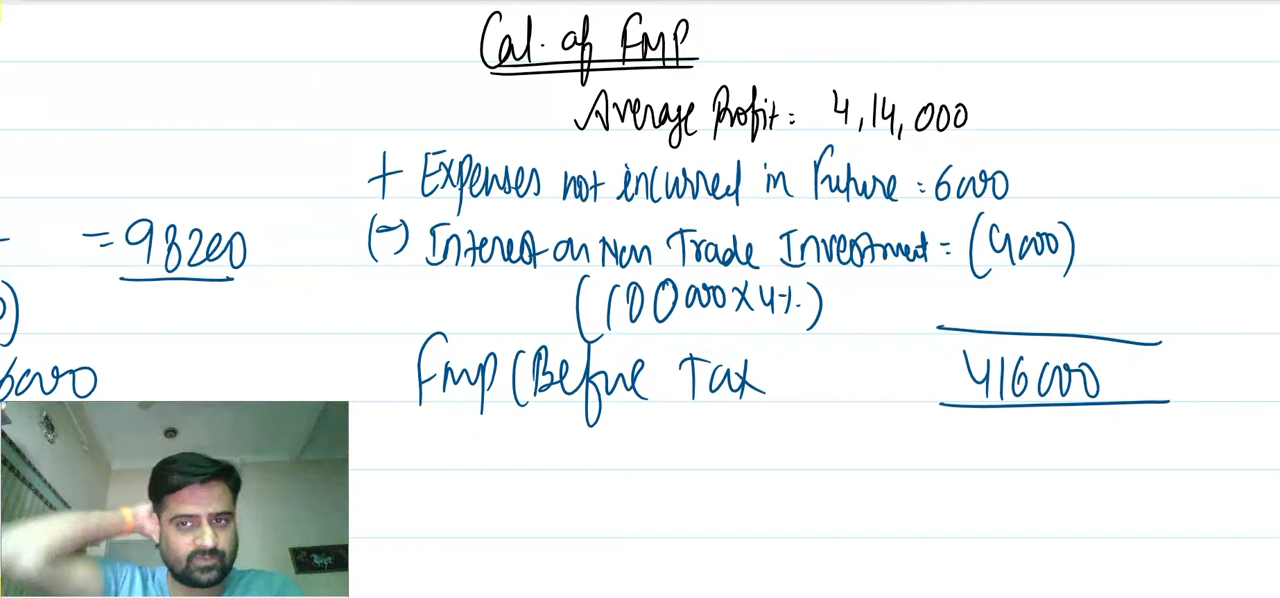 Cal. of FMP
Average Profit = 4,14,000
+ Expenses not incurred in Future = 6000
= 98200
(-) Interest on Non Trade Investment = (4000)
(100000 x 4%)
FMP (Before Tax 416000